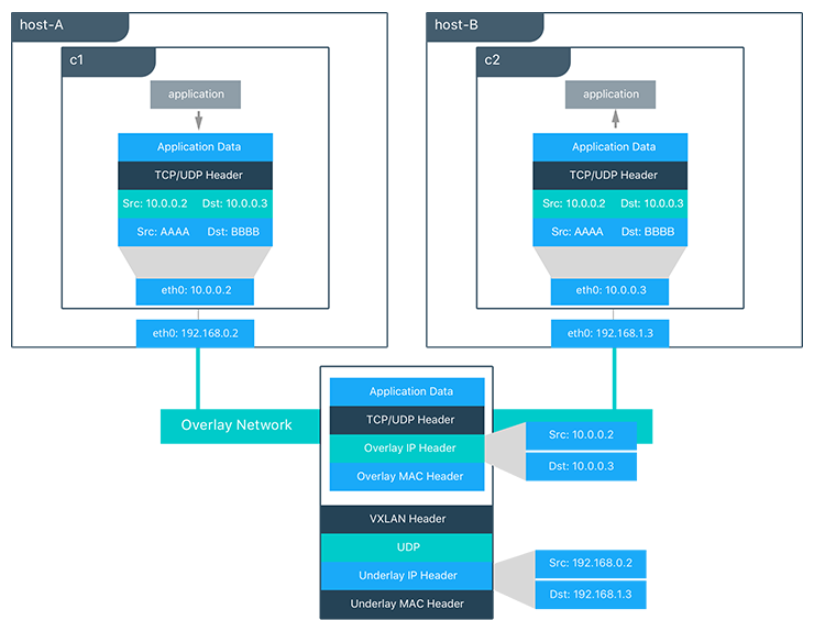 host-A
c1
application
Application Data
TCP/UDP Header
Src: 10.0.0.2 Dst: 10.0.0.3
Src: AAAA Dst: BBBB
eth0: 10.0.0.2
eth0: 192.168.0.2
host-B
c2
application
Application Data
TCP/UDP Header
Src: 10.0.0.2 Dst: 10.0.0.3
Src: AAAA Dst: BBBB
eth0: 10.0.0.3
eth0: 192.168.1.3
Overlay Network
Application Data
TCP/UDP Header
Overlay IP Header
Overlay MAC Header
Src: 10.0.0.2
Dst: 10.0.0.3
VXLAN Header
UDP
Underlay IP Header
Underlay MAC Header
Src: 192.168.0.2
Dst: 192.168.1.3